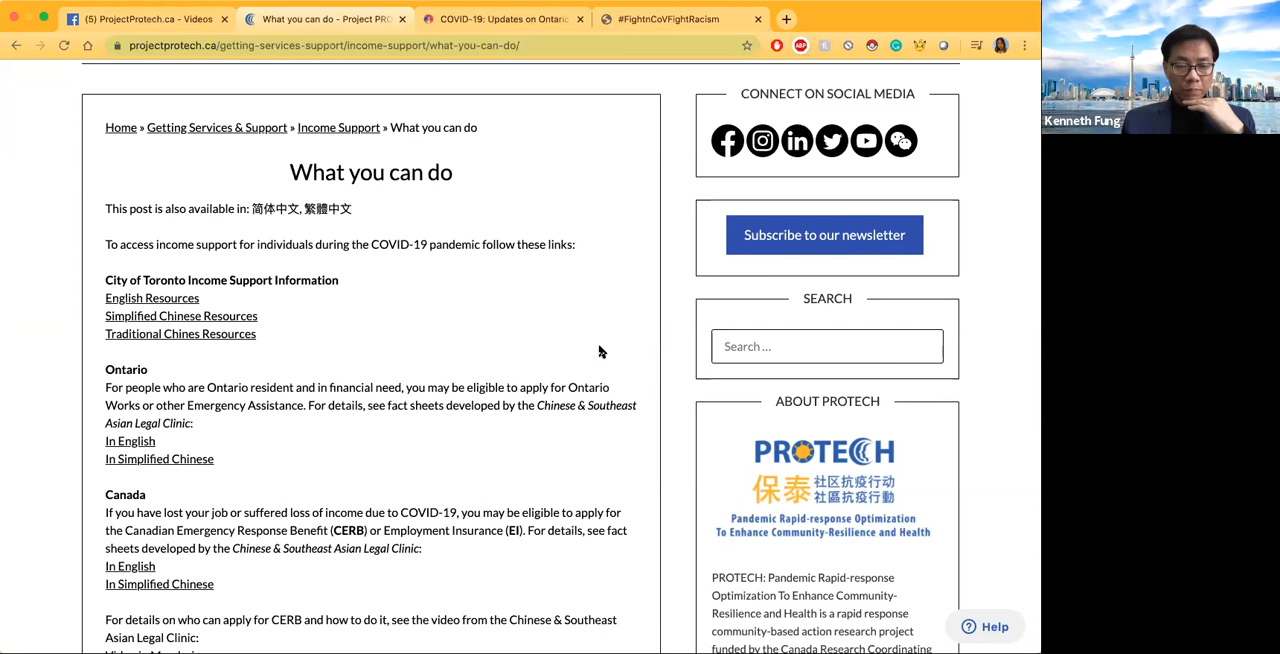 (5) ProjectProtech.ca - Videos
What you can do - Project PRO
COVID-19: Updates on Ontario
#FightnCoVFightRacism
projectprotech.ca/getting-services-support/income-support/what-you-can-do/
ABP
Kenneth Fung
Home » Getting Services & Support » Income Support » What you can do
What you can do
This post is also available in: 简体中文, 繁體中文
To access income support for individuals during the COVID-19 pandemic follow these links:
City of Toronto Income Support Information
English Resources
Simplified Chinese Resources
Traditional Chines Resources
Ontario
For people who are Ontario resident and in financial need, you may be eligible to apply for Ontario
Works or other Emergency Assistance. For details, see fact sheets developed by the Chinese & Southeast
Asian Legal Clinic:
In English
In Simplified Chinese
Canada
If you have lost your job or suffered loss of income due to COVID-19, you may be eligible to apply for
the Canadian Emergency Response Benefit (CERB) or Employment Insurance (EI). For details, see fact
sheets developed by the Chinese & Southeast Asian Legal Clinic:
In English
In Simplified Chinese
For details on who can apply for CERB and how to do it, see the video from the Chinese & Southeast
Asian Legal Clinic:
CONNECT ON SOCIAL MEDIA
Subscribe to our newsletter
SEARCH
Search ...
ABOUT PROTECH
PROTECH
保泰 社区抗疫行动
社區抗疫行動
Pandemic Rapid-response Optimization
To Enhance Community-Resilience and Health
PROTECH: Pandemic Rapid-response
Optimization To Enhance Community-
Resilience and Health is a rapid response
community-based action research project
funded by the Canada Research Coordinating
Help